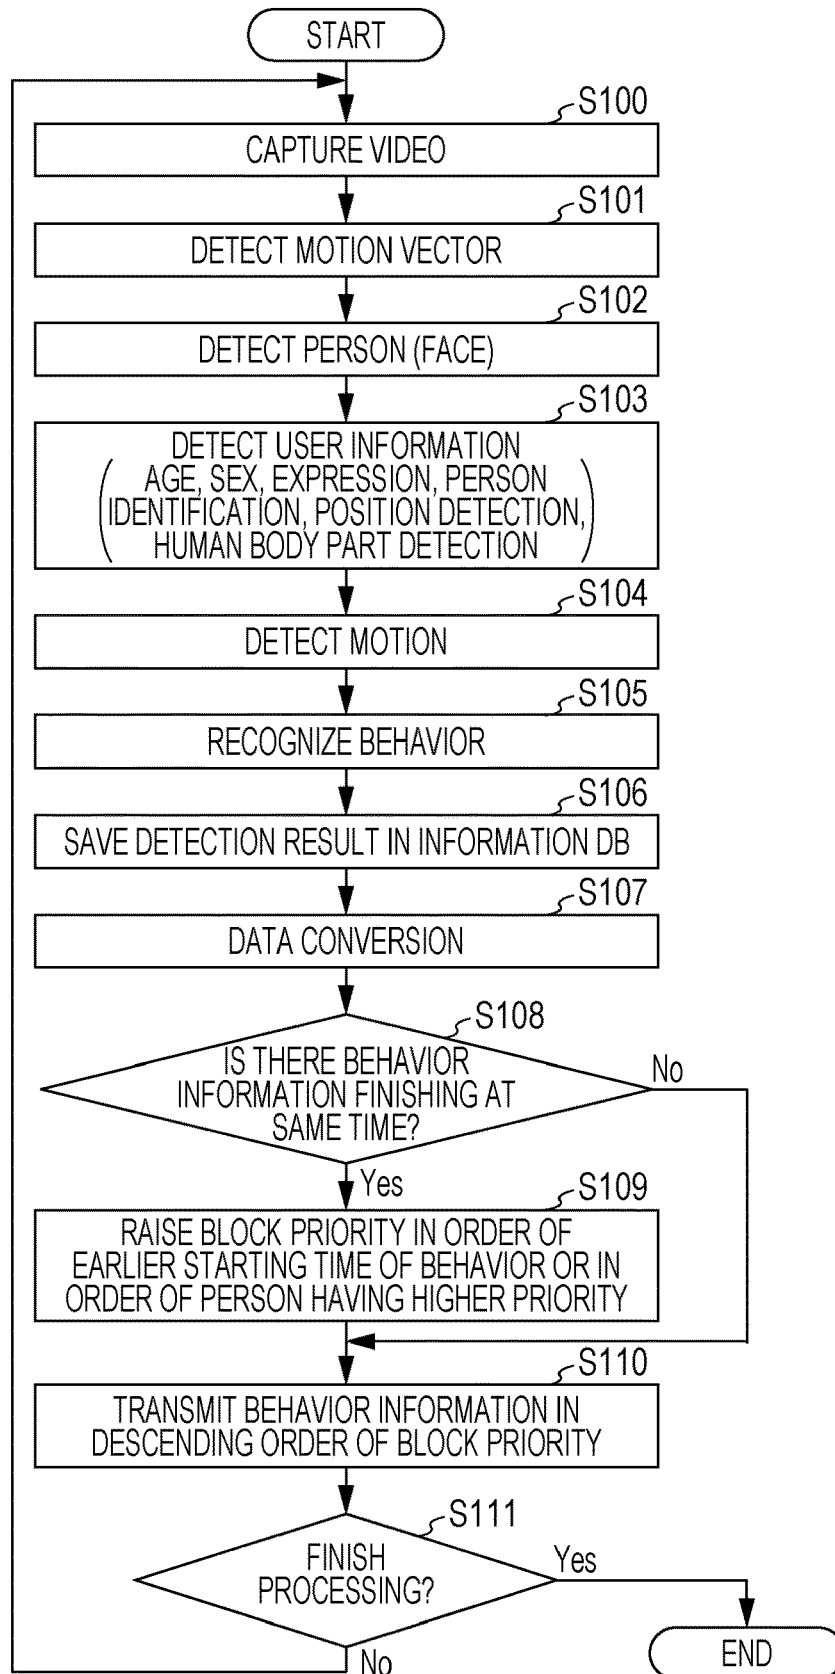 START
S100
CAPTURE VIDEO
S101
DETECT MOTION VECTOR
S102
DETECT PERSON (FACE)
S103
DETECT USER INFORMATION
(AGE, SEX, EXPRESSION, PERSON
IDENTIFICATION, POSITION DETECTION,
HUMAN BODY PART DETECTION)
S104
DETECT MOTION
S105
RECOGNIZE BEHAVIOR
S106
SAVE DETECTION RESULT IN INFORMATION DB
S107
DATA CONVERSION
S108
IS THERE BEHAVIOR
INFORMATION FINISHING AT
SAME TIME?
No
Yes
S109
RAISE BLOCK PRIORITY IN ORDER OF
EARLIER STARTING TIME OF BEHAVIOR OR IN
ORDER OF PERSON HAVING HIGHER PRIORITY
S110
TRANSMIT BEHAVIOR INFORMATION IN
DESCENDING ORDER OF BLOCK PRIORITY
S111
FINISH
PROCESSING?
Yes
No
END